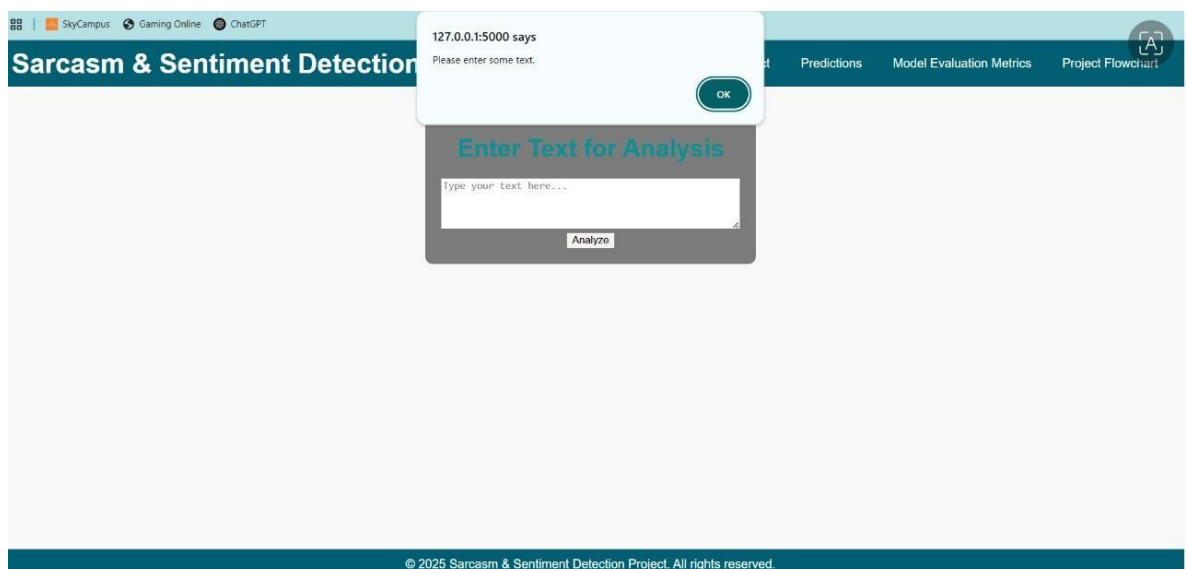 SkyCampus Gaming Online ChatGPT
127.0.0.1:5000 says
Please enter some text.
OK
Sarcasm & Sentiment Detection
Predictions Model Evaluation Metrics Project Flowchart
Enter Text for Analysis
Type your text here...
Analyze
© 2025 Sarcasm & Sentiment Detection Project. All rights reserved.